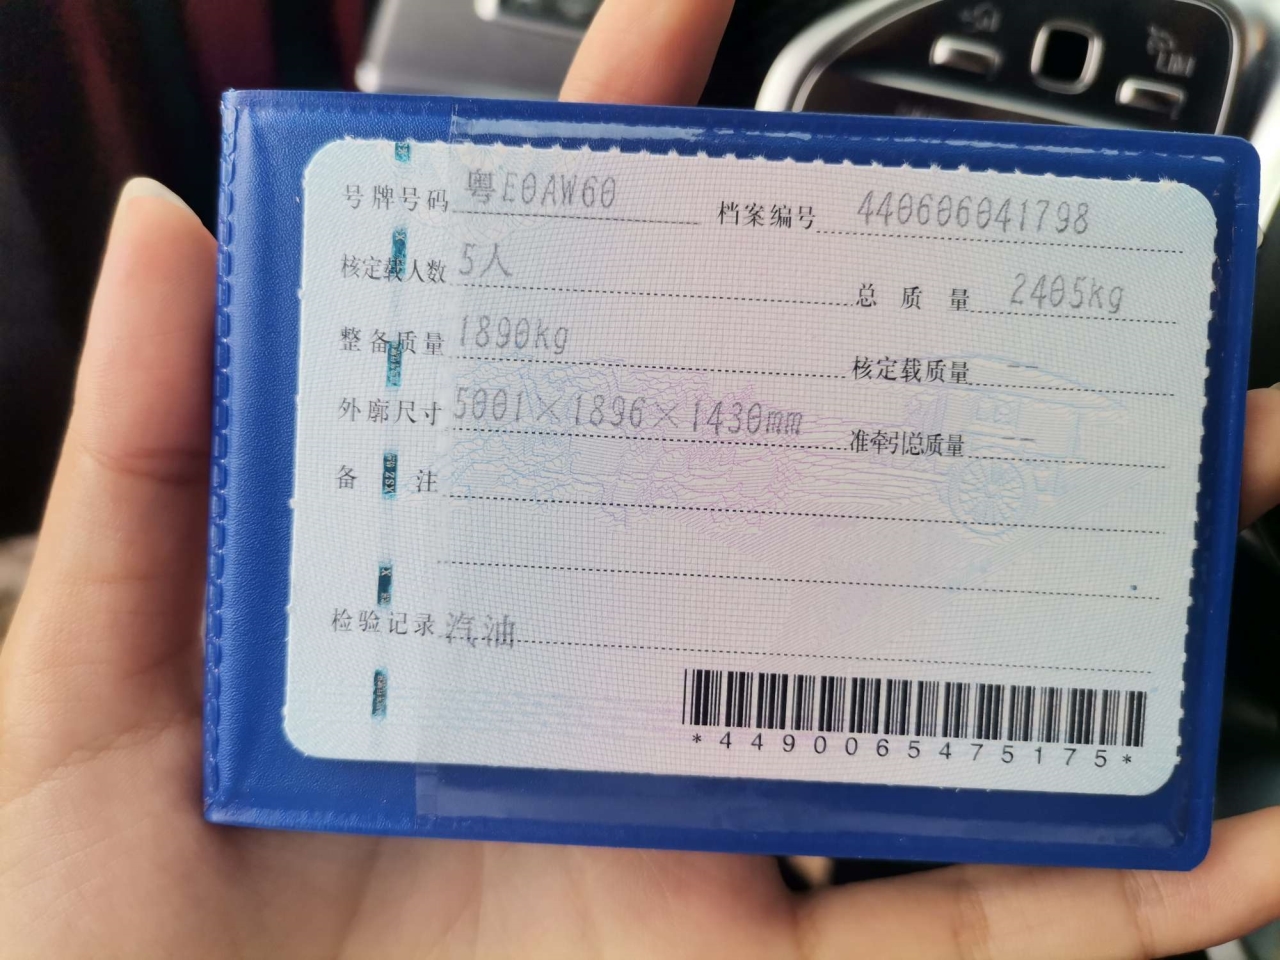 号牌号码 粤E0AW60 档案编号 440606041798
核定载人数 5人 总质量 2405kg
整备质量 1890kg 核定载质量 --
外廓尺寸 5001×1896×1430mm 准牵引总质量 --
备注
检验记录 汽油
*4490065475175*